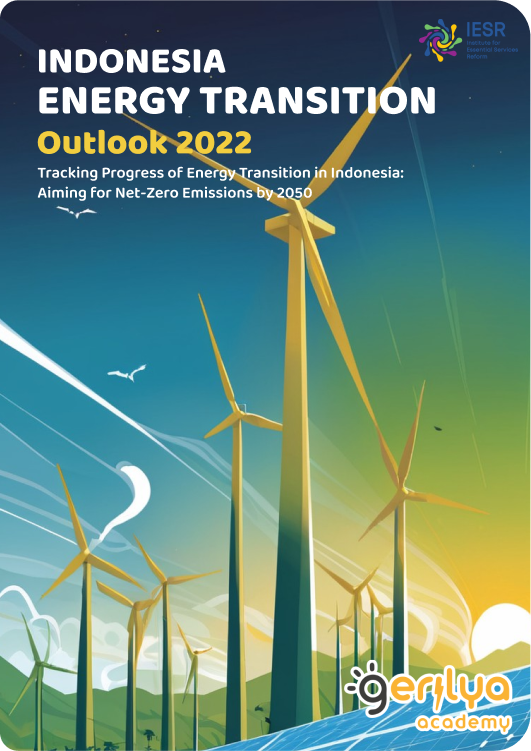 IESR
Institute for
Essential Services
Reform
INDONESIA
ENERGY TRANSITION
Outlook 2022
Tracking Progress of Energy Transition in Indonesia:
Aiming for Net-Zero Emissions by 2050
gerilya
academy